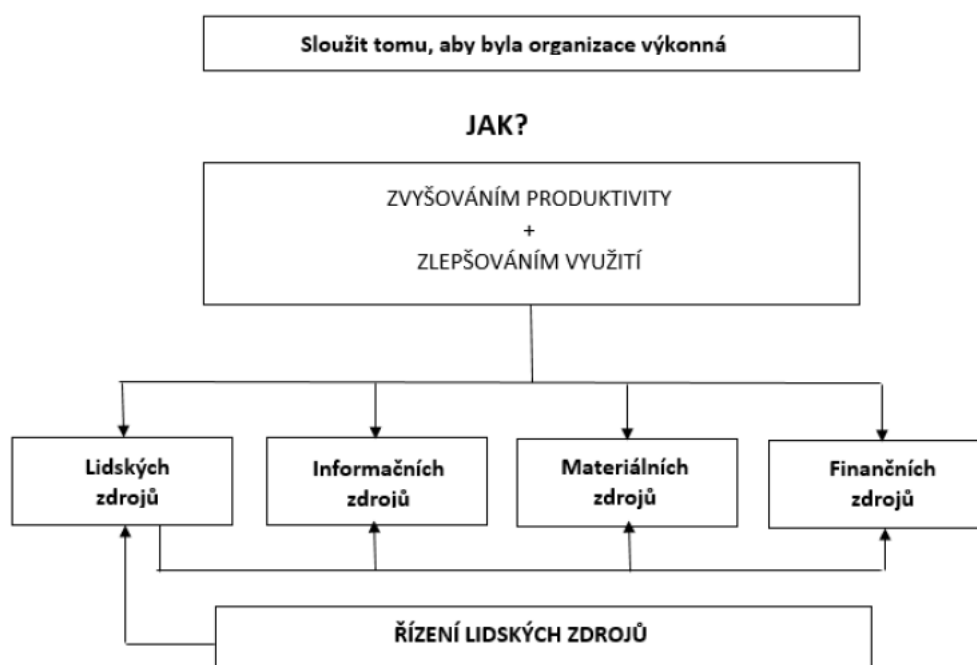 Sloužit tomu, aby byla organizace výkonná
JAK?
ZVYŠOVÁNÍM PRODUKTIVITY
+
ZLEPŠOVÁNÍM VYUŽITÍ
Lidských
zdrojů
Informačních
zdrojů
Materiálních
zdrojů
Finančních
zdrojů
ŘÍZENÍ LIDSKÝCH ZDROJŮ